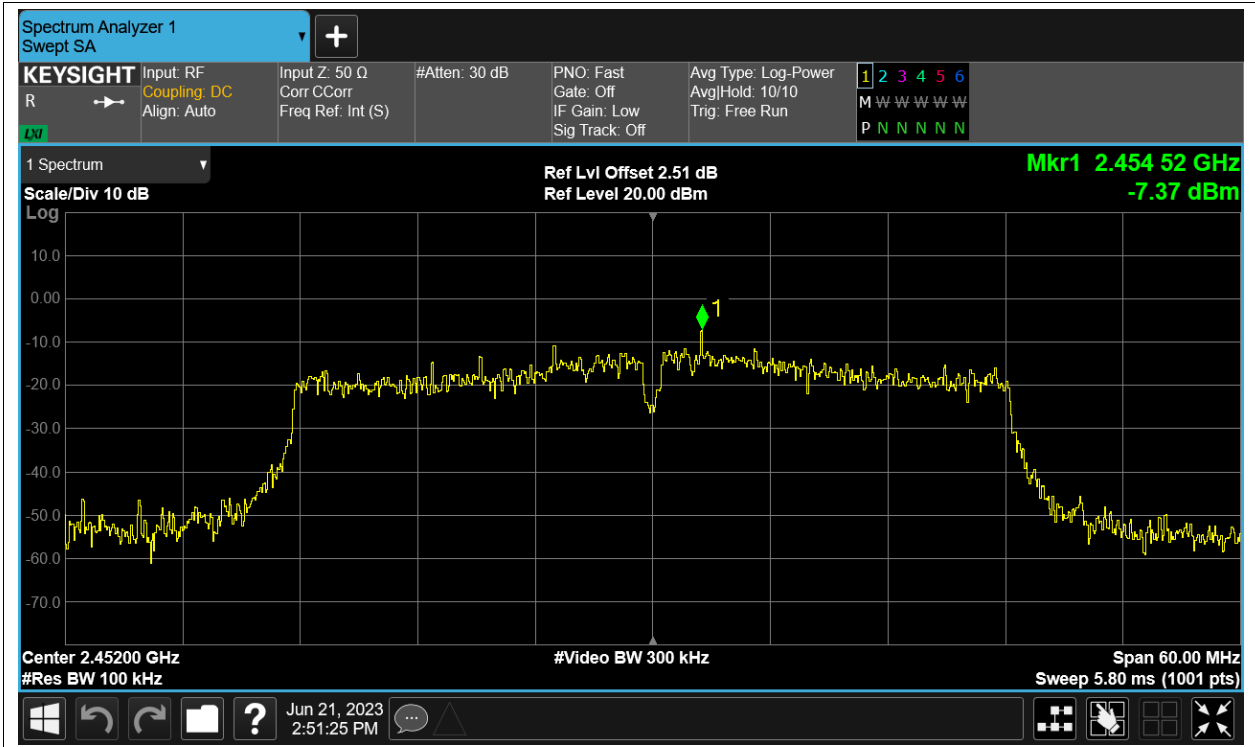 Spectrum Analyzer 1
Swept SA
KEYSIGHT
R
LXI
Input: RF
Coupling: DC
Align: Auto
Input Z: 50 Ω
Corr CCorr
Freq Ref: Int (S)
#Atten: 30 dB
PNO: Fast
Gate: Off
IF Gain: Low
Sig Track: Off
Avg Type: Log-Power
Avg|Hold: 10/10
Trig: Free Run
1 2 3 4 5 6
M W W W W W W
P N N N N N
1 Spectrum
Scale/Div 10 dB
Log
Ref Lvl Offset 2.51 dB
Ref Level 20.00 dBm
Mkr1 2.454 52 GHz
-7.37 dBm
10.0
0.00
-10.0
-20.0
-30.0
-40.0
-50.0
-60.0
-70.0
1
Center 2.45200 GHz
#Res BW 100 kHz
#Video BW 300 kHz
Span 60.00 MHz
Sweep 5.80 ms (1001 pts)
?
Jun 21, 2023
2:51:25 PM